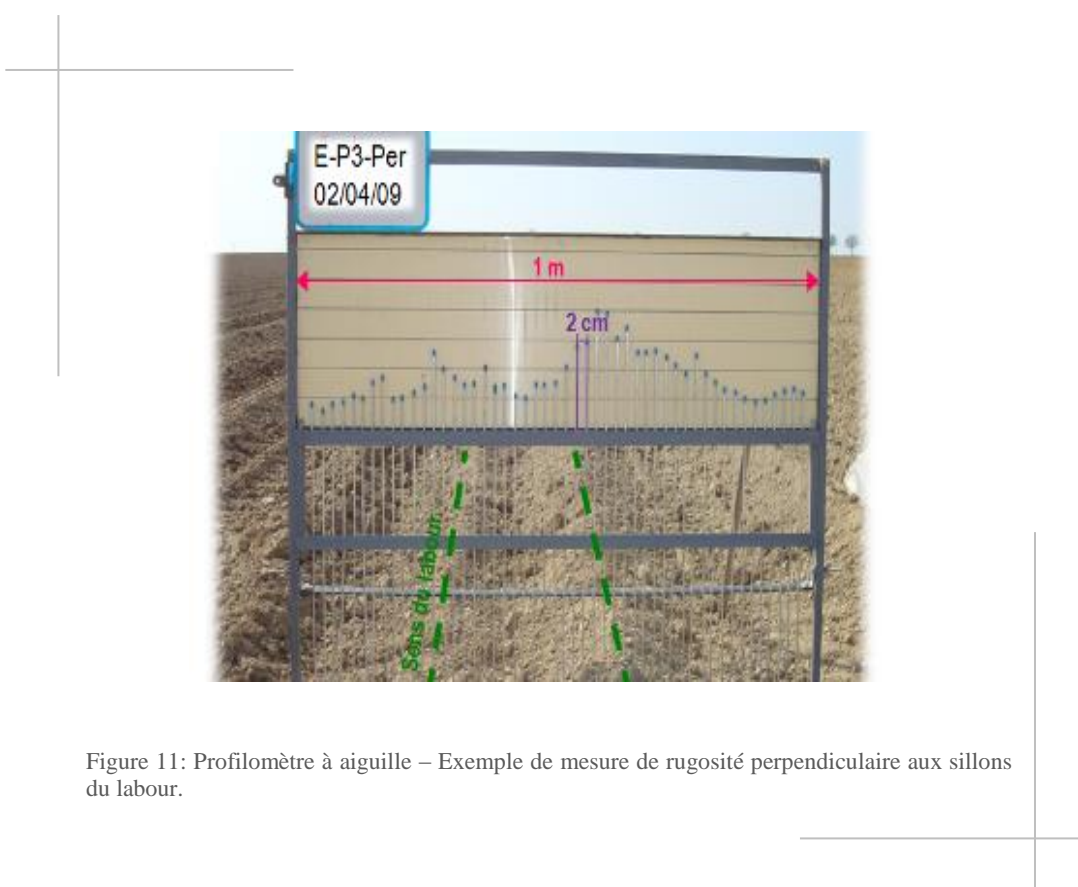 E-P3-Per
02/04/09
1 m
2 cm
Sens du labour
Figure 11: Profilomètre à aiguille – Exemple de mesure de rugosité perpendiculaire aux sillons
du labour.